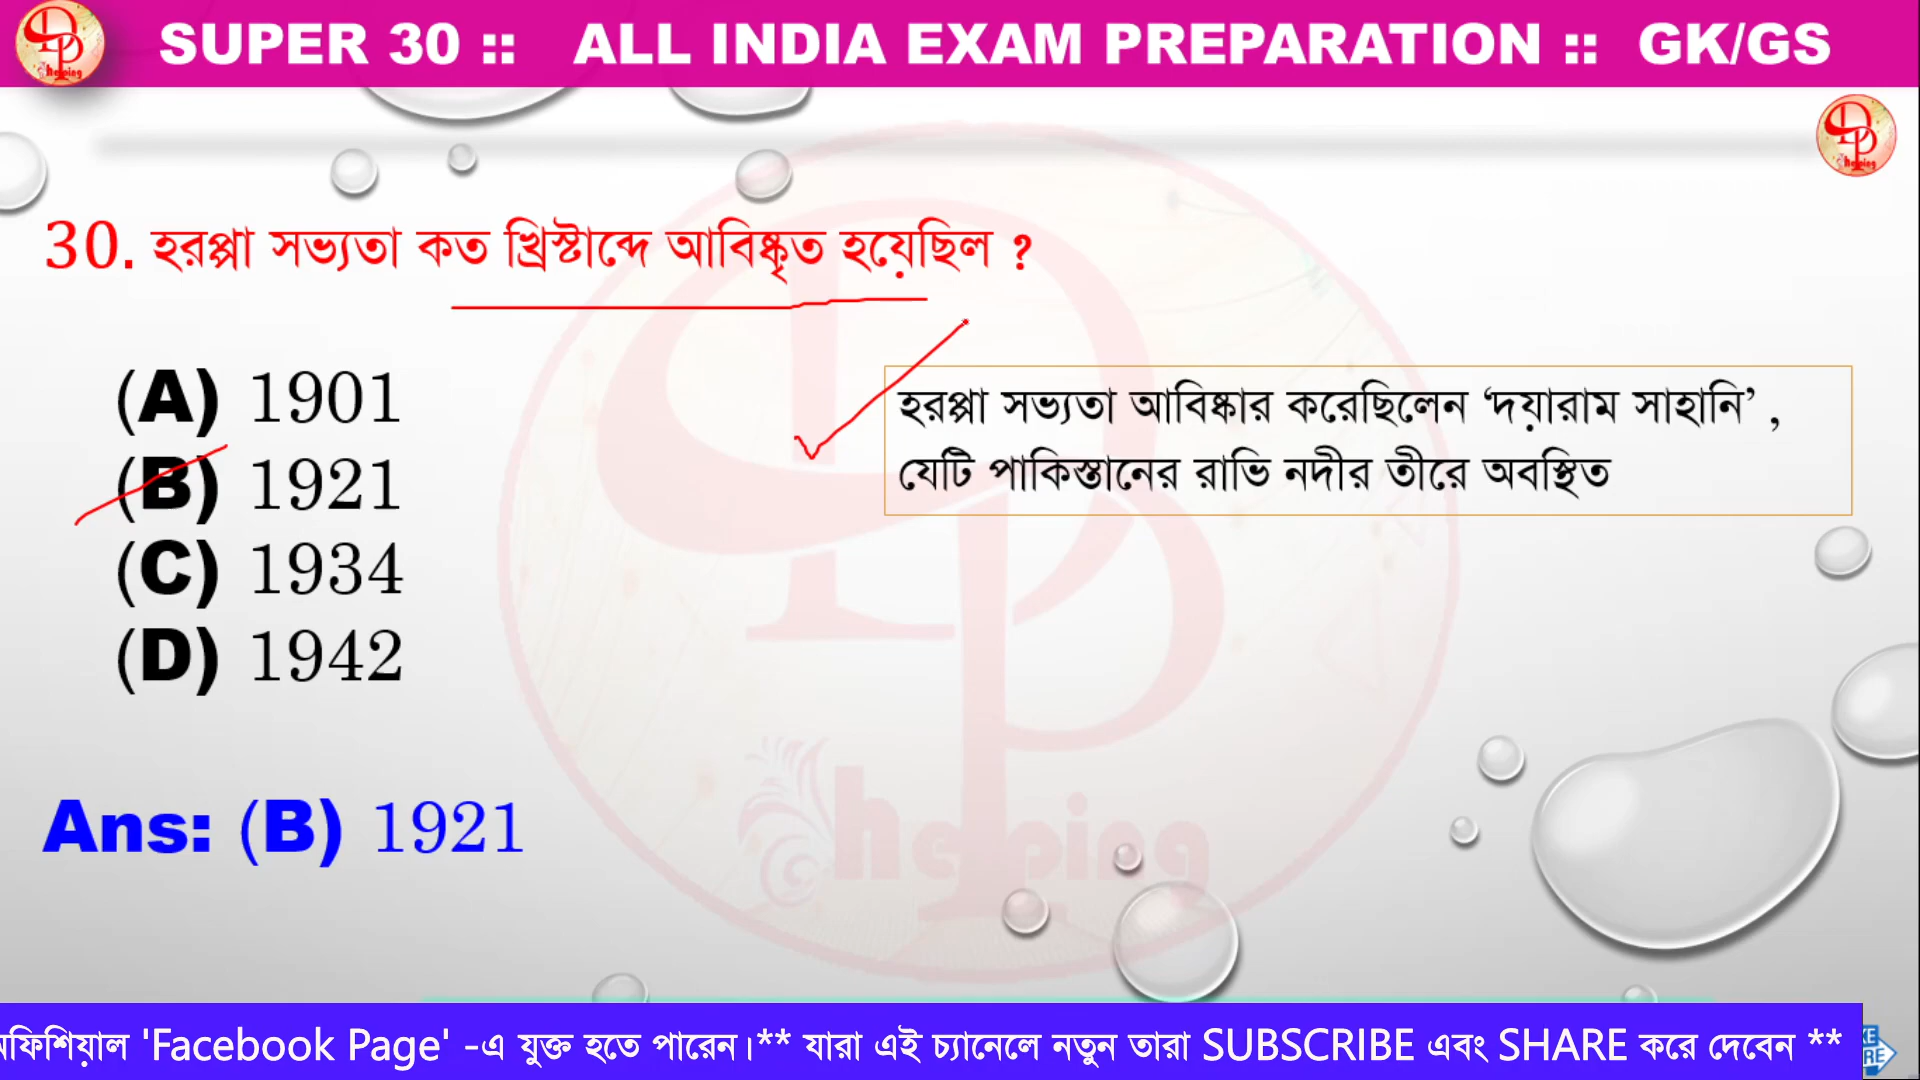 SUPER 30 :: ALL INDIA EXAM PREPARATION :: GK/GS
30. হরপ্পা সভ্যতা কত খ্রিস্টাব্দে আবিষ্কৃত হয়েছিল ?
(A) 1901
(B) 1921
(C) 1934
(D) 1942
হরপ্পা সভ্যতা আবিষ্কার করেছিলেন ‘দয়ারাম সাহানি’ ,
যেটি পাকিস্তানের রাভি নদীর তীরে অবস্থিত
Ans: (B) 1921
helping
'Facebook Page' -এ যুক্ত হতে পারেন।** যারা এই চ্যানেলে নতুন তারা SUBSCRIBE এবং SHARE করে দেবেন **